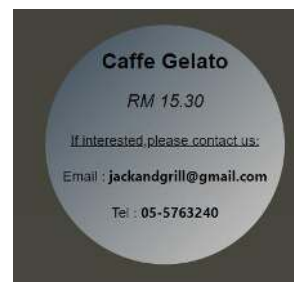 Caffe Gelato
RM 15.30
If interested please contact us:
Email : jackandgrill@gmail.com
Tel : 05-5763240